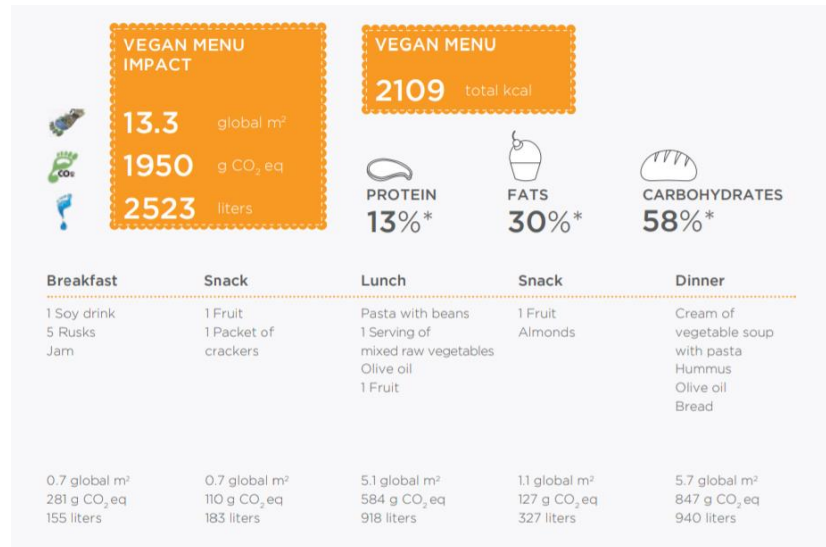 VEGAN MENU
IMPACT
13.3 global m²
1950 g CO₂ eq
2523 liters
CO₂
VEGAN MENU
2109 total kcal
PROTEIN
13%*
FATS
30%*
CARBOHYDRATES
58%*
Breakfast
1 Soy drink
5 Rusks
Jam
0.7 global m²
281 g CO₂ eq
155 liters
Snack
1 Fruit
1 Packet of
crackers
0.7 global m²
110 g CO₂ eq
183 liters
Lunch
Pasta with beans
1 Serving of
mixed raw vegetables
Olive oil
1 Fruit
5.1 global m²
584 g CO₂ eq
918 liters
Snack
1 Fruit
Almonds
1.1 global m²
127 g CO₂ eq
327 liters
Dinner
Cream of
vegetable soup
with pasta
Hummus
Olive oil
Bread
5.7 global m²
847 g CO₂ eq
940 liters